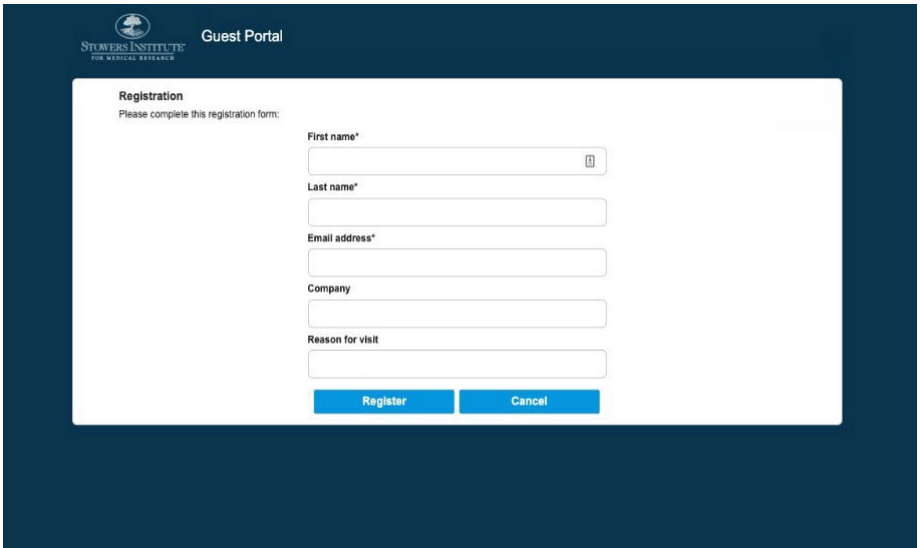 STOWERS INSTITUTE
FOR MEDICAL RESEARCH
Guest Portal
Registration
Please complete this registration form:
First name*
Last name*
Email address*
Company
Reason for visit
Register
Cancel